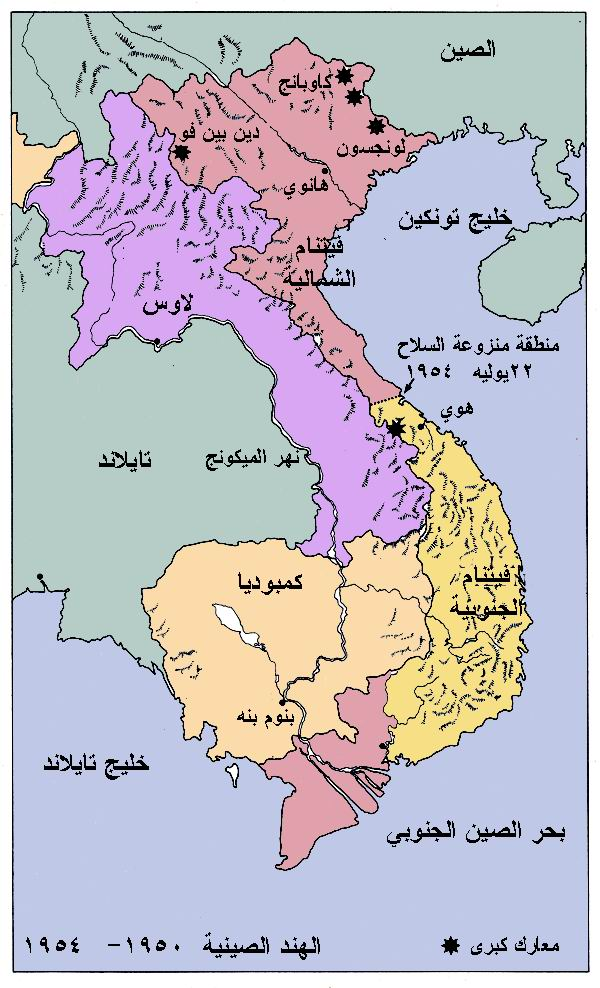 الصين
كاوبانج
دين بين فو
لونجسون
هانوي
خليج تونكين
فيتنام
الشمالية
لاوس
منطقة منزوعة السلاح
٢٢يوليه ١٩٥٤
هوي
تايلاند
نهر الميكونج
كمبوديا
فيتنام
الجنوبية
بنوم بنه
خليج تايلاند
بحر الصين الجنوبي
معارك كبرى
الهند الصينية ١٩٥٠- ١٩٥٤